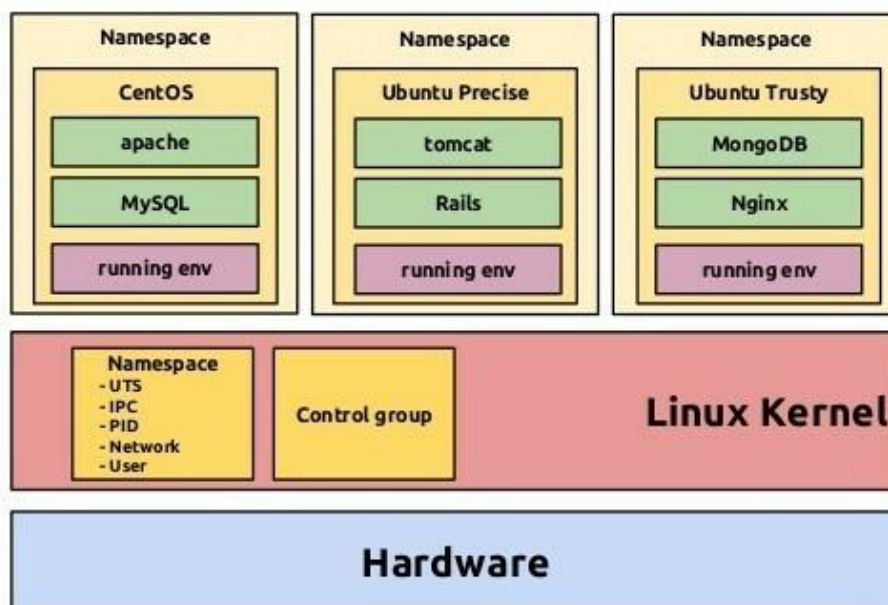 Namespace
CentOS
apache
MySQL
running env
Namespace
Ubuntu Precise
tomcat
Rails
running env
Namespace
Ubuntu Trusty
MongoDB
Nginx
running env
Namespace
- UTS
- IPC
- PID
- Network
- User
Control group
Linux Kernel
Hardware